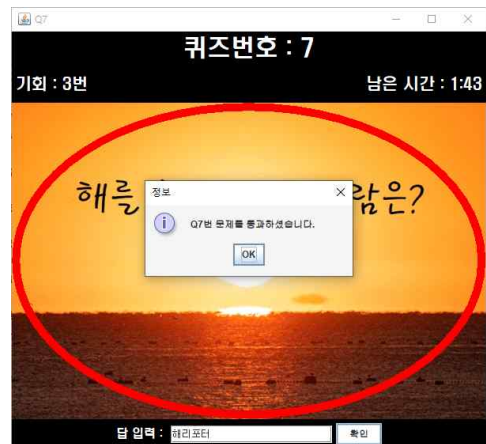 Q7
퀴즈번호 : 7
기회 : 3번
남은 시간 : 1:43
해를 람은?
정보
Q7번 문제를 통과하셨습니다.
OK
답 입력 : 해리포터
확인